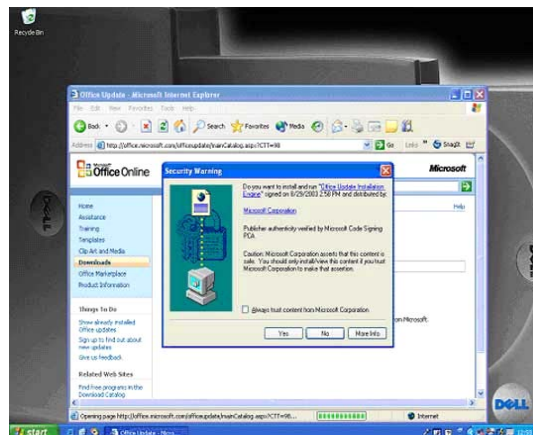 Recycle Bin
Office Update - Microsoft Internet Explorer
File Edit View Favorites Tools Help
Back Search Favorites Media
Address http://office.microsoft.com/officeupdate/mainCatalog.aspx?CTT=98 Go Links SnagIt
Office Online Microsoft
Home
Assistance
Training
Templates
Clip Art and Media
Downloads
Office Marketplace
Product Information
Things To Do
Show already installed
Office updates
Sign up to find out about
new updates
Give us feedback
Related Web Sites
Find free programs in the
Download Catalog
Help
Security Warning
Do you want to install and run "Office Update Installation
Engine" signed on 8/29/2003 2:58 PM and distributed by:
Microsoft Corporation
Publisher authenticity verified by Microsoft Code Signing
PCA
Caution: Microsoft Corporation asserts that this content is
safe. You should only install/view this content if you trust
Microsoft Corporation to make that assertion.
Always trust content from Microsoft Corporation
Yes No More Info
from Microsoft.
Opening page http://office.microsoft.com/officeupdate/mainCatalog.aspx?CTT=98... Internet
DELL
DELL
start Office Update - Micro...